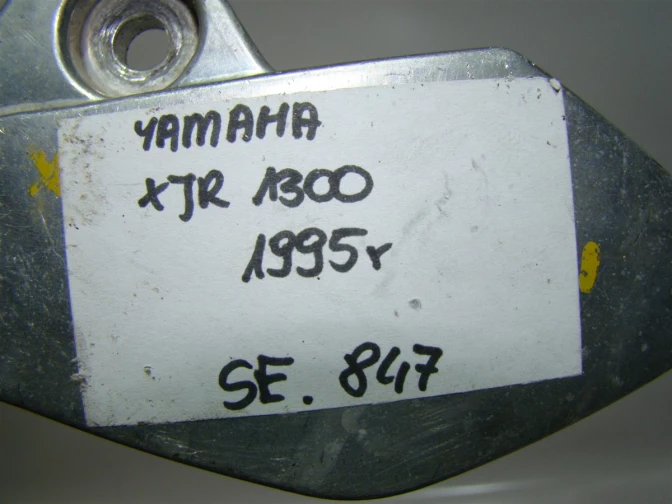 YAMAHA
XJR 1300
1995r
SE. 847